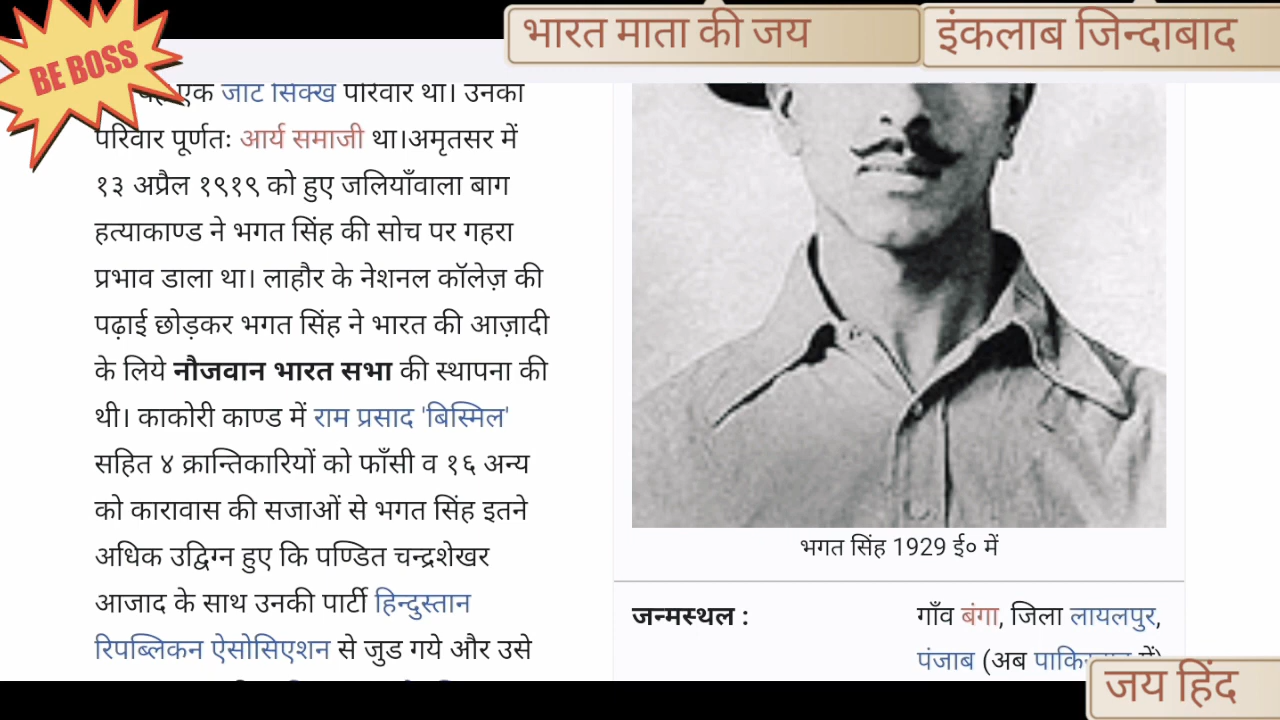 BE BOSS
भारत माता की जय
इंकलाब जिन्दाबाद
एक जाट सिक्ख परिवार था। उनका
परिवार पूर्णतः आर्य समाजी था।अमृतसर में
१३ अप्रैल १९१९ को हुए जलियाँवाला बाग
हत्याकाण्ड ने भगत सिंह की सोच पर गहरा
प्रभाव डाला था। लाहौर के नेशनल कॉलेज़ की
पढ़ाई छोड़कर भगत सिंह ने भारत की आज़ादी
के लिये नौजवान भारत सभा की स्थापना की
थी। काकोरी काण्ड में राम प्रसाद 'बिस्मिल'
सहित ४ क्रान्तिकारियों को फाँसी व १६ अन्य
को कारावास की सजाओं से भगत सिंह इतने
अधिक उद्विग्न हुए कि पण्डित चन्द्रशेखर
आजाद के साथ उनकी पार्टी हिन्दुस्तान
रिपब्लिकन ऐसोसिएशन से जुड गये और उसे
भगत सिंह 1929 ई० में
जन्मस्थल : गाँव बंगा, जिला लायलपुर,
पंजाब (अब में)
जय हिंद